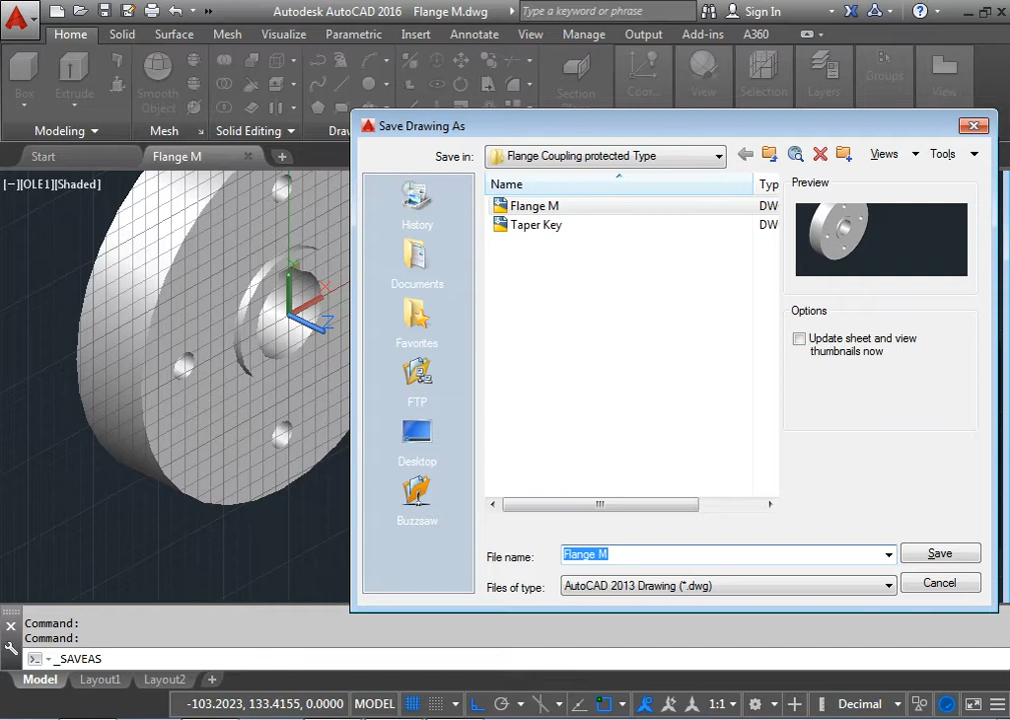 Autodesk AutoCAD 2016 Flange M.dwg
Type a keyword or phrase
Sign In
Home Solid Surface Mesh Visualize Parametric Insert Annotate View Manage Output Add-ins A360
Box Extrude Smooth Object
Section
Coor... View Selection Layers Groups View
Modeling Mesh Solid Editing Drav
Start Flange M
[−][OLE1][Shaded]
X
Z
Save Drawing As
Save in: Flange Coupling protected Type
Views Tools
History
Documents
Favorites
FTP
Desktop
Buzzsaw
Name Typ
Flange M DW
Taper Key DW
Preview
Options
Update sheet and view
thumbnails now
File name: Flange M Save
Files of type: AutoCAD 2013 Drawing (*.dwg) Cancel
Command:
Command:
_SAVEAS
Model Layout1 Layout2 +
-103.2023, 133.4155, 0.0000 MODEL 1:1 Decimal